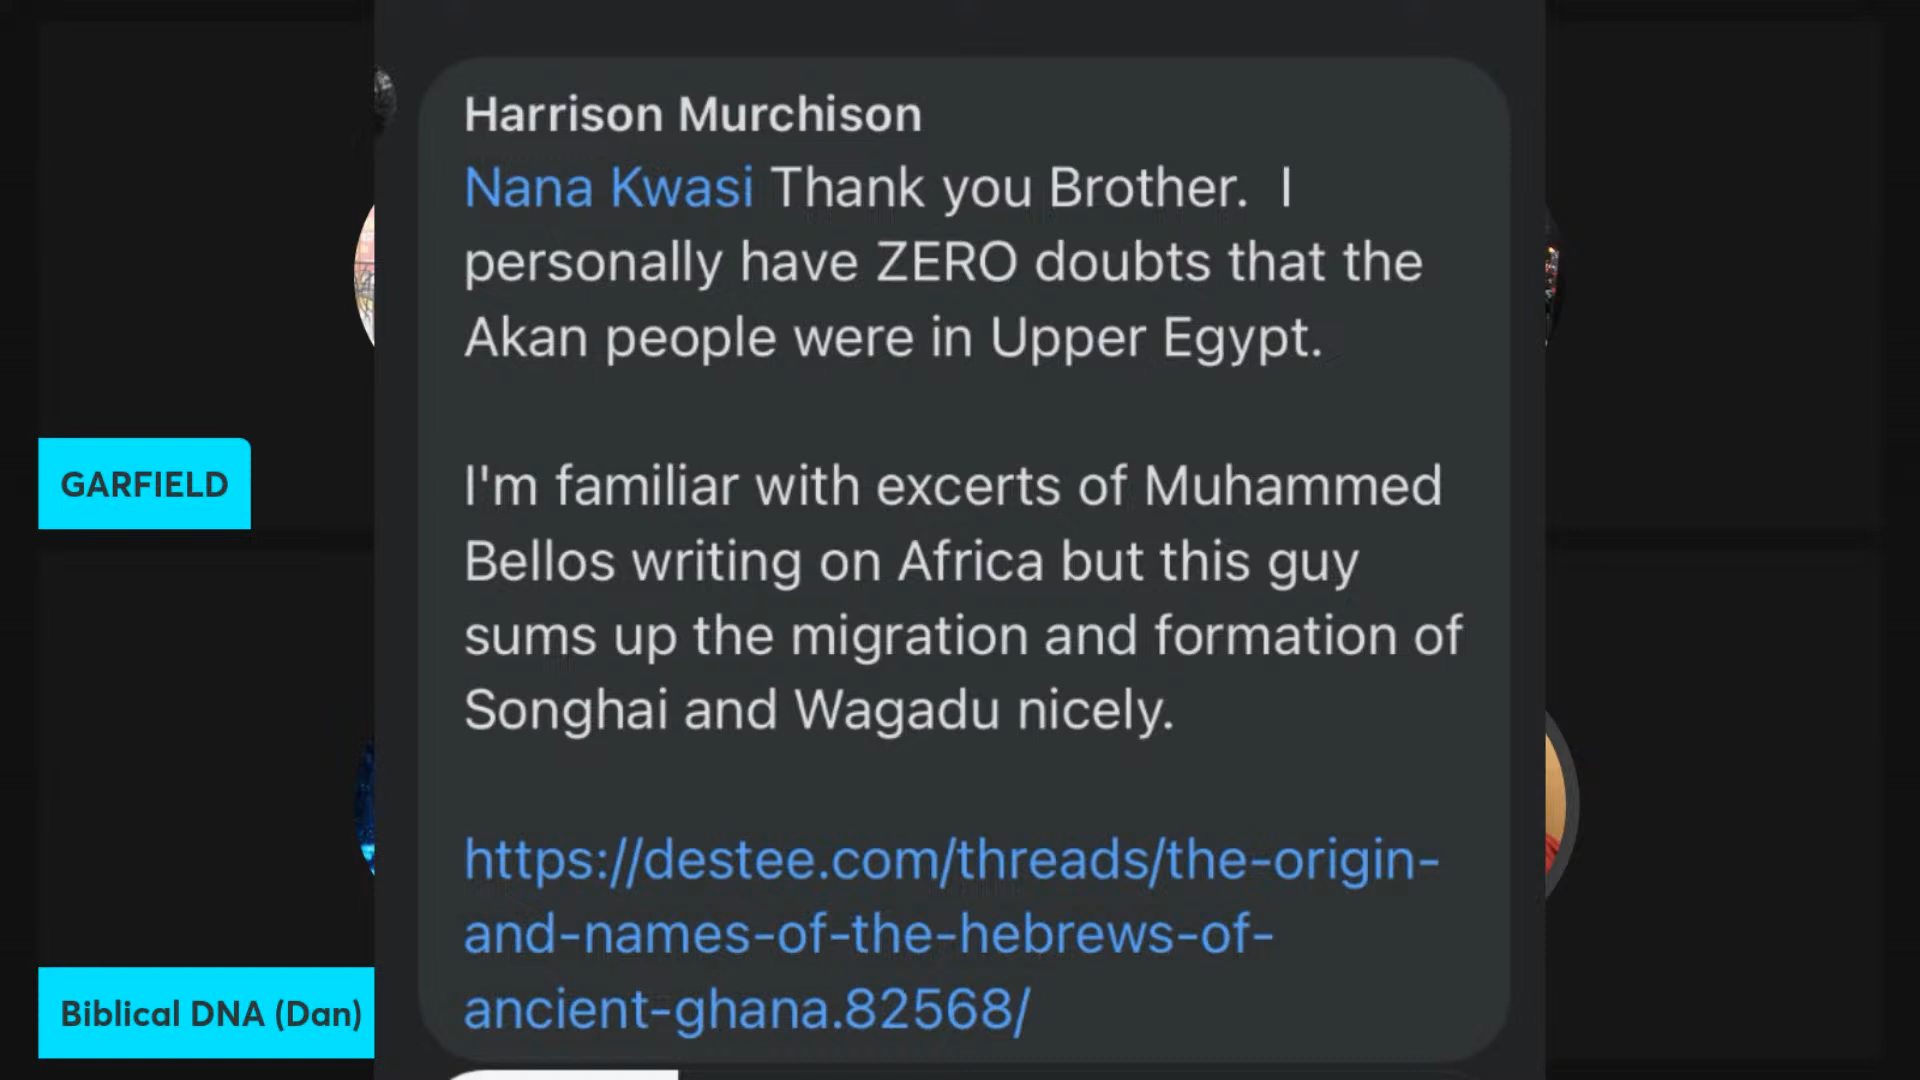 Harrison Murchison
Nana Kwasi Thank you Brother. I
personally have ZERO doubts that the
Akan people were in Upper Egypt.
I'm familiar with excerts of Muhammed
Bellos writing on Africa but this guy
sums up the migration and formation of
Songhai and Wagadu nicely.
https://destee.com/threads/the-origin-
and-names-of-the-hebrews-of-
ancient-ghana.82568/
GARFIELD
Biblical DNA (Dan)